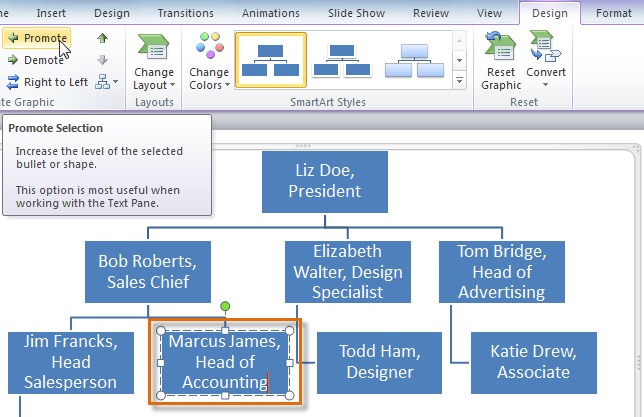 ne
Insert
Design
Transitions
Animations
Slide Show
Review
View
Design
Format
Promote
Demote
Right to Left
te Graphic
Change
Layout
Layouts
Change
Colors
SmartArt Styles
Reset
Graphic
Convert
Reset
Promote Selection
Increase the level of the selected
bullet or shape.
This option is most useful when
working with the Text Pane.
Liz Doe,
President
Bob Roberts,
Sales Chief
Elizabeth
Walter, Design
Specialist
Tom Bridge,
Head of
Advertising
Jim Francks,
Head
Salesperson
Marcus James,
Head of
Accounting
Todd Ham,
Designer
Katie Drew,
Associate